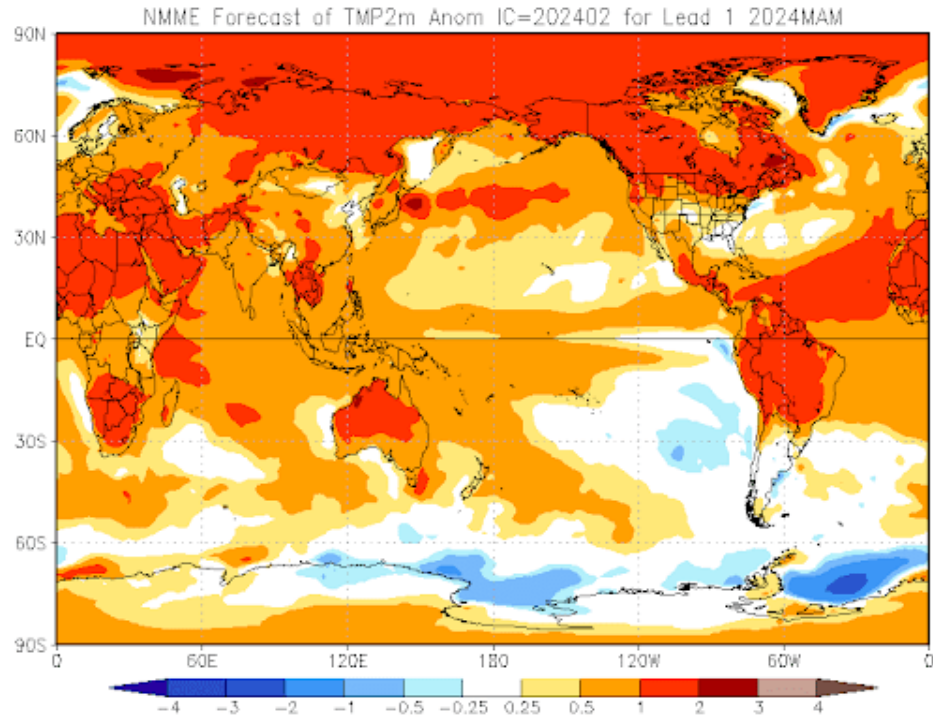 NMME Forecast of TMP2m Anom IC=202402 for Lead 1 2024MAM
90N
60N
30N
EQ
30S
60S
90S
0 60E 120E 180 120W 60W 0
-4 -3 -2 -1 -0.5 -0.25 0.25 0.5 1 2 3 4